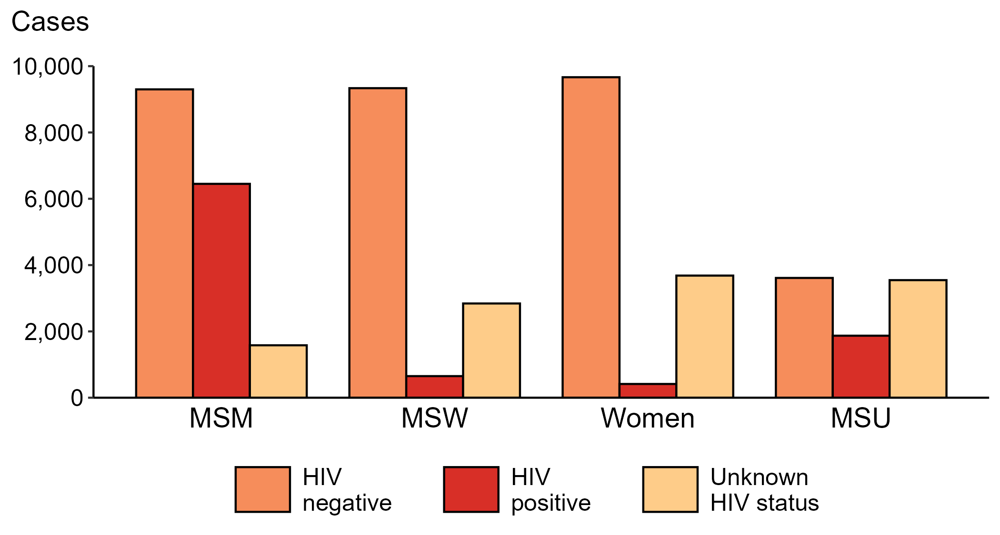 Cases
10,000
8,000
6,000
4,000
2,000
0
MSM MSW Women MSU
HIV
negative
HIV
positive
Unknown
HIV status